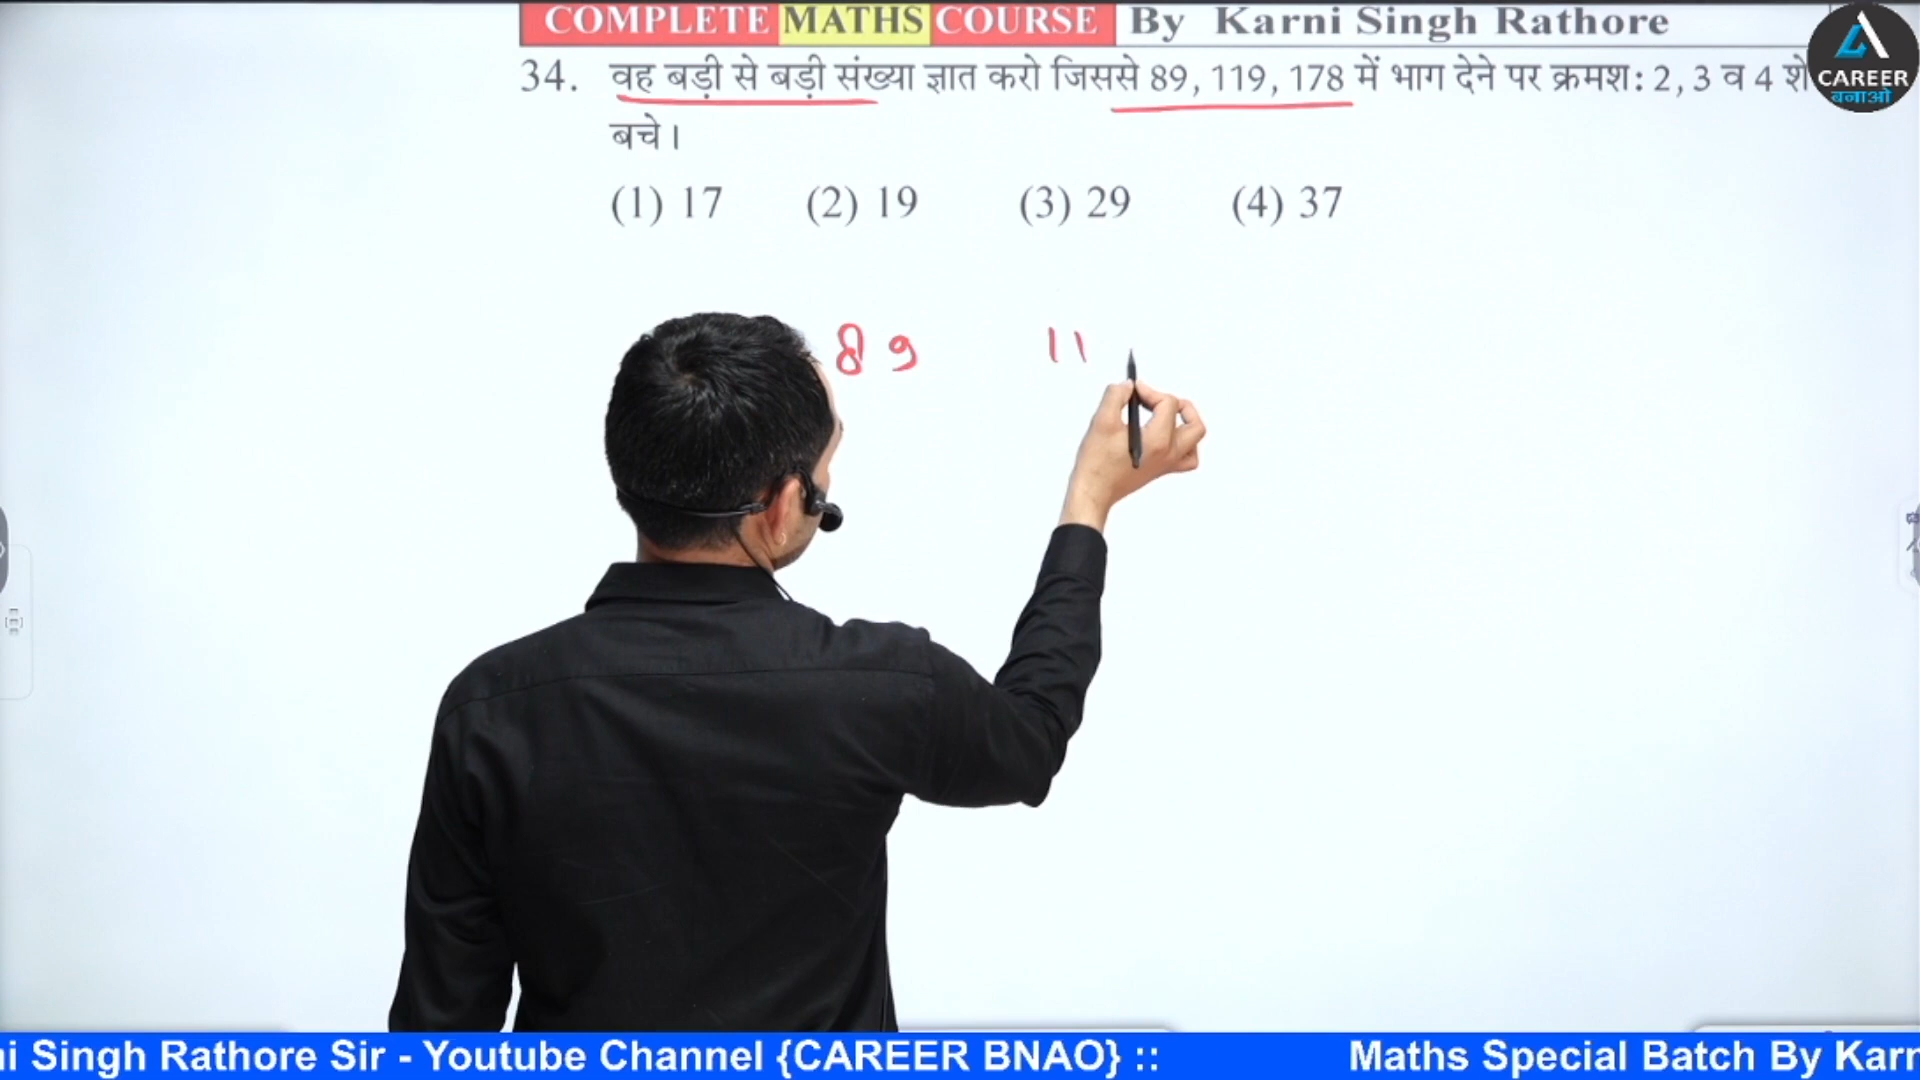 COMPLETE MATHS COURSE By Karni Singh Rathore
CAREER
बनाओ
34. वह बड़ी से बड़ी संख्या ज्ञात करो जिससे 89, 119, 178 में भाग देने पर क्रमश: 2, 3 व 4 शे
बचे।
(1) 17 (2) 19 (3) 29 (4) 37
89 11
ni Singh Rathore Sir - Youtube Channel {CAREER BNAO} :: Maths Special Batch By Karn